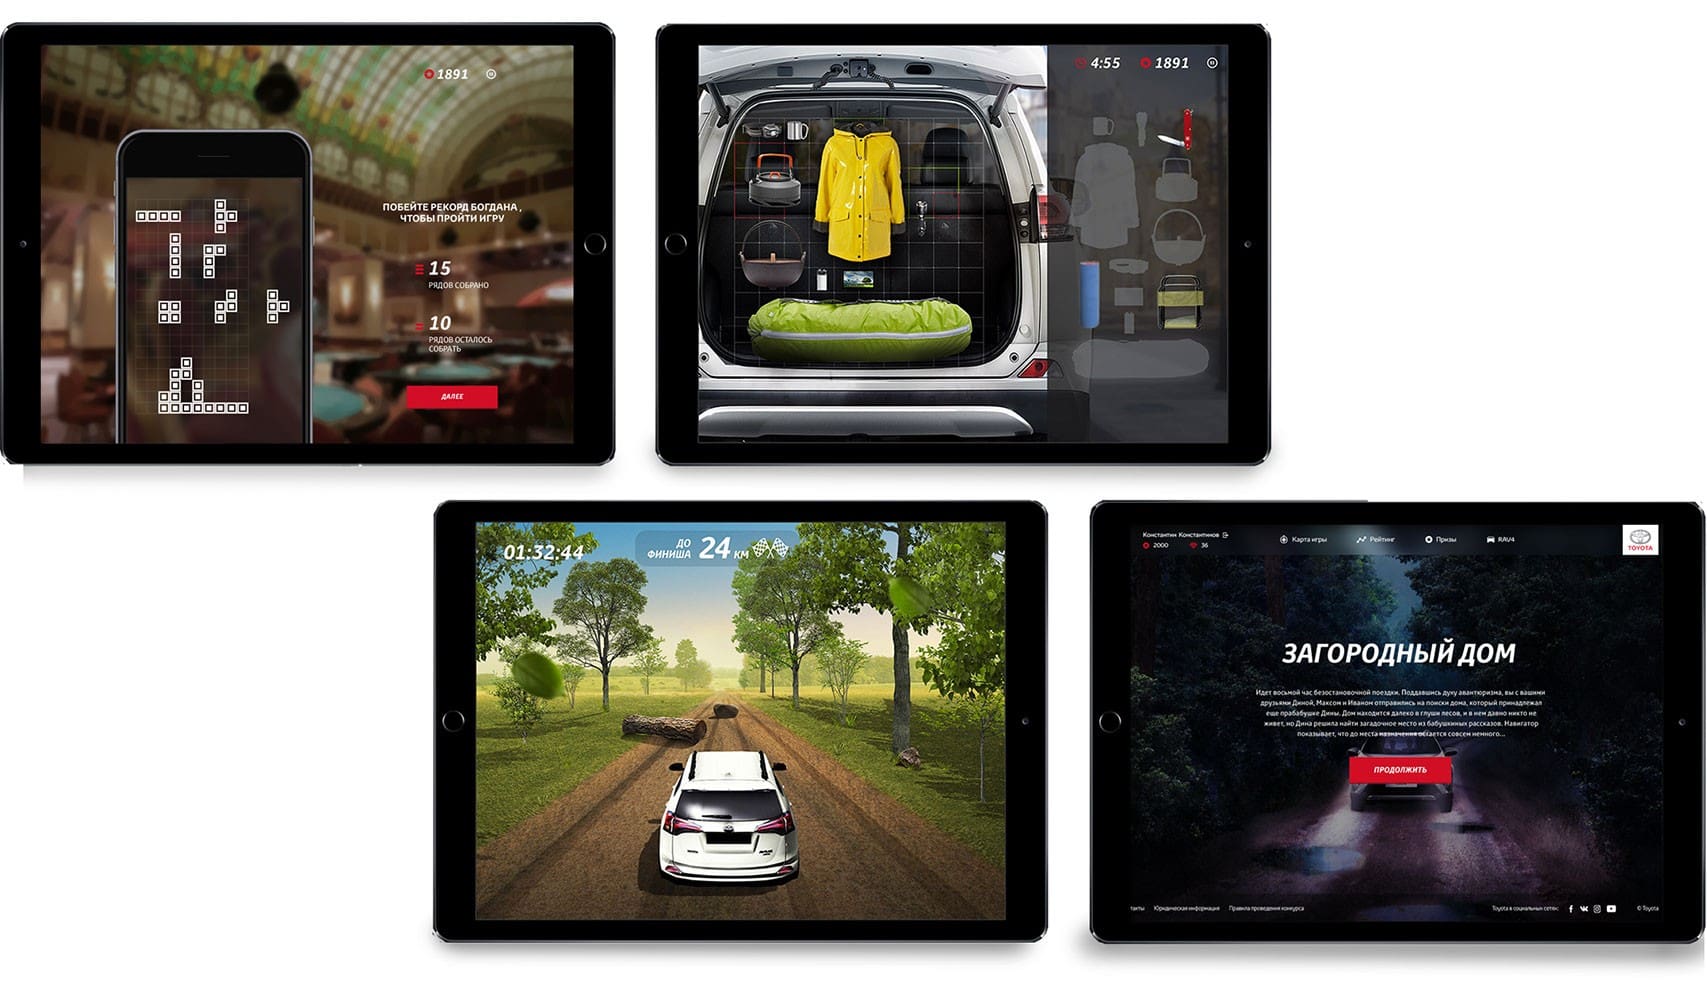 1891
ПОБЕЙТЕ РЕКОРД БОГДАНА,
ЧТОБЫ ПРОЙТИ ИГРУ
15
РЯДОВ СОБРАНО
10
РЯДОВ ОСТАЛОСЬ
СОБРАТЬ
ДАЛЕЕ
4:55 1891
01:32:44
ДО
ФИНИША 24 КМ
Константин Константинов
2000 36
Карта игры Рейтинг Призы RAV4
TOYOTA
ЗАГОРОДНЫЙ ДОМ
Идет восьмой час безостановочной поездки. Поддавшись духу авантюризма, вы с вашими
друзьями Диной, Максом и Иваном отправились на поиски дома, который принадлежал
еще прабабушке Дины. Дом находится далеко в глуши лесов, и в нем давно никто не
живет, но Дина решила найти загадочное место из бабушкиных рассказов. Навигатор
показывает, что до места назначения остается совсем немного...
ПРОДОЛЖИТЬ
такты Юридическая информация Правила проведения конкурса Toyota в социальных сетях: © Toyota